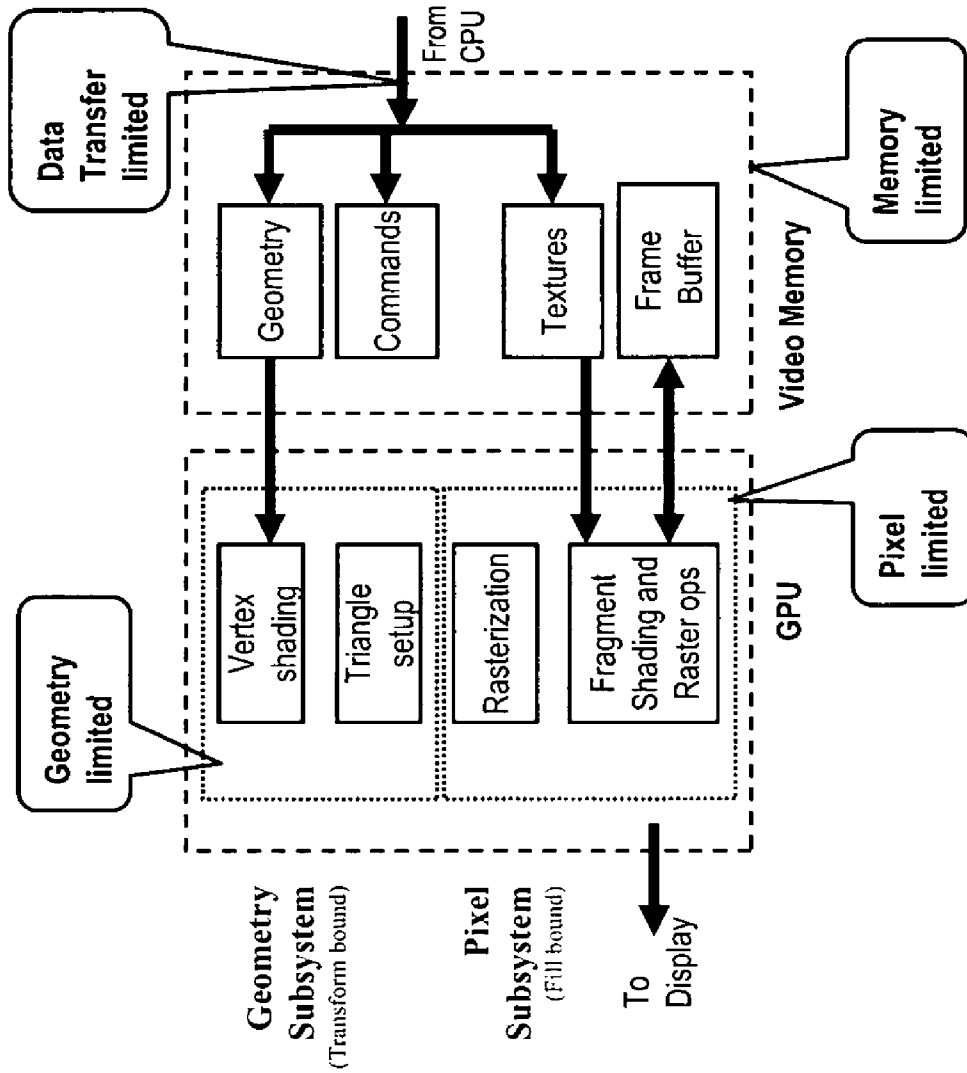 Data
Transfer
limited
From
CPU
Geometry
Commands
Textures
Frame
Buffer
Video Memory
Memory
limited
Geometry
limited
Vertex
shading
Triangle
setup
Rasterization
Fragment
Shading and
Raster ops
GPU
Pixel
limited
Geometry
Subsystem
(Transform bound)
Pixel
Subsystem
(Fill bound)
To
Display